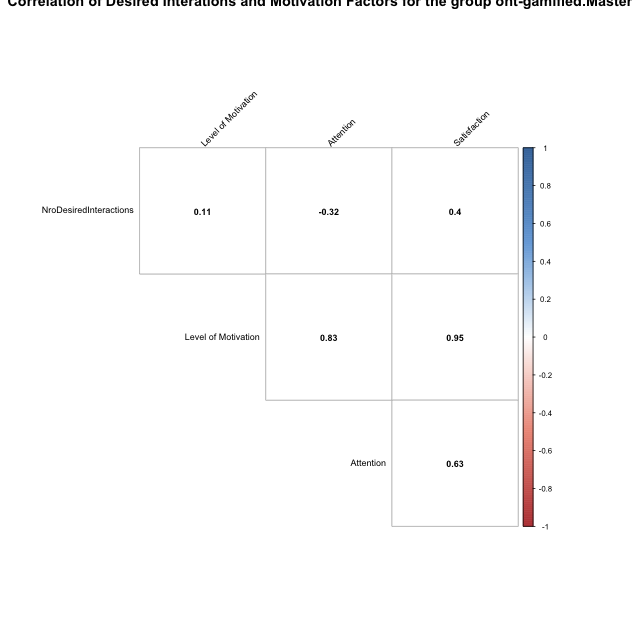 Correlation of Desired Interations and Motivation Factors for the group ont-gamified.Master
Level of Motivation
Attention
Satisfaction
1
NroDesiredInteractions
0.11
-0.32
0.4
0.8
0.6
0.4
0.2
Level of Motivation
0.83
0.95
0
-0.2
-0.4
Attention
0.63
-0.6
-0.8
-1